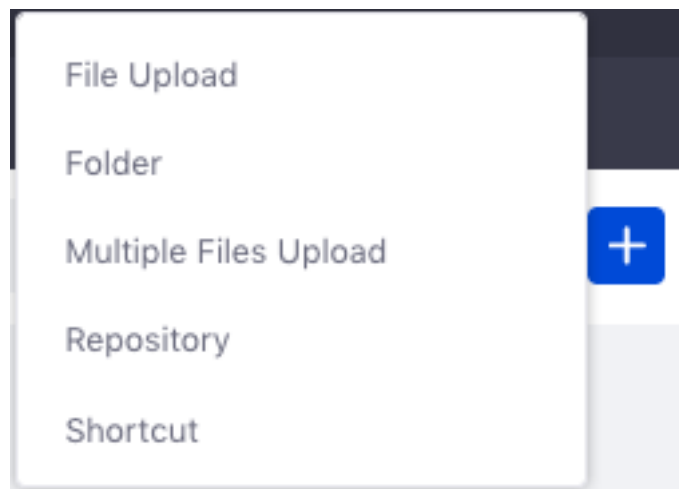 File Upload
Folder
Multiple Files Upload
Repository
Shortcut